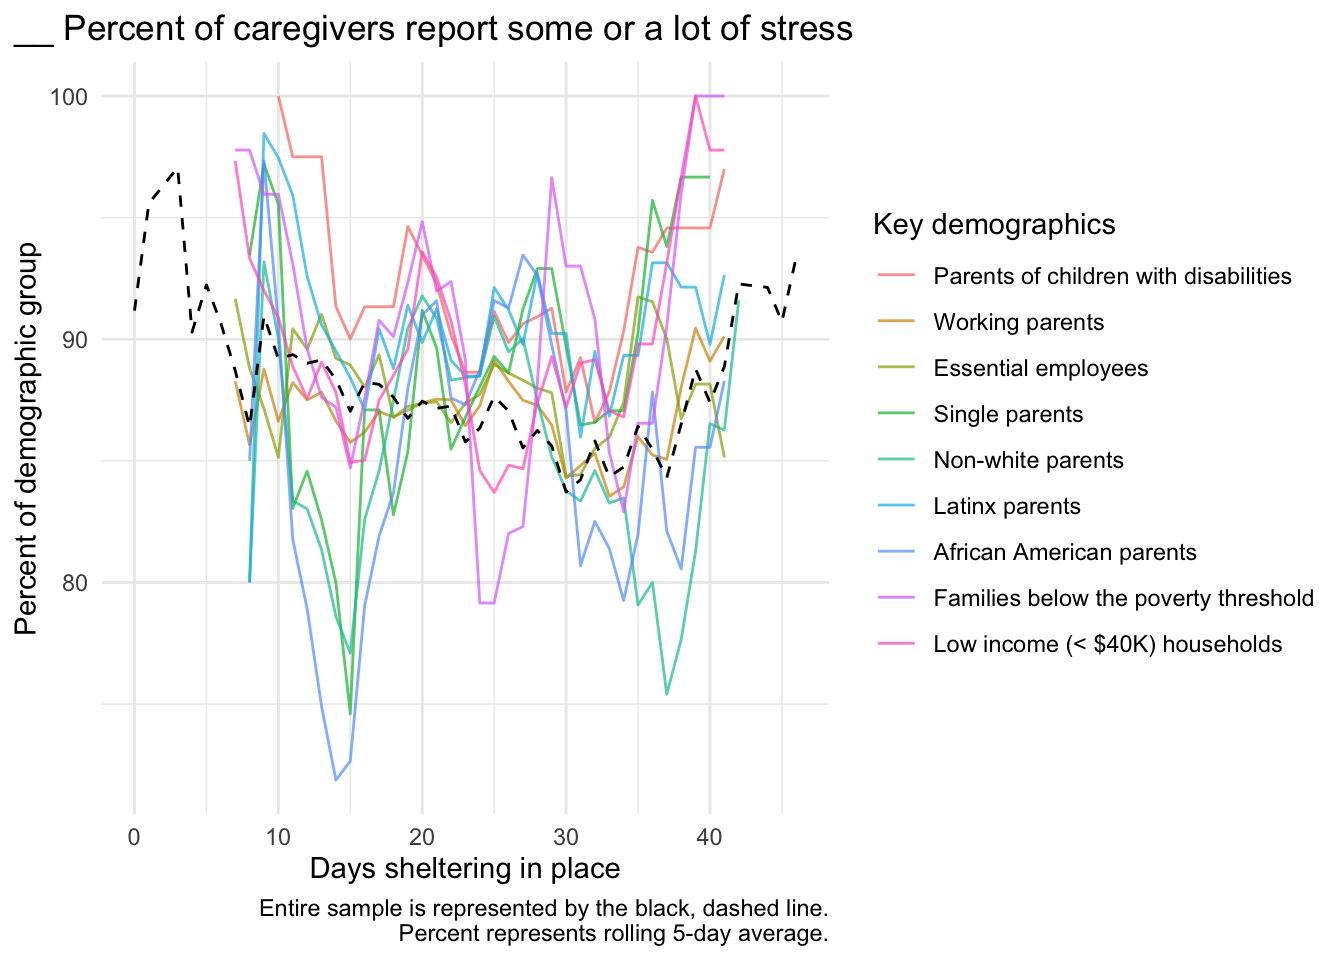 __ Percent of caregivers report some or a lot of stress
Percent of demographic group
100
90
80
0 10 20 30 40
Days sheltering in place
Entire sample is represented by the black, dashed line.
Percent represents rolling 5-day average.
Key demographics
Parents of children with disabilities
Working parents
Essential employees
Single parents
Non-white parents
Latinx parents
African American parents
Families below the poverty threshold
Low income (< $40K) households